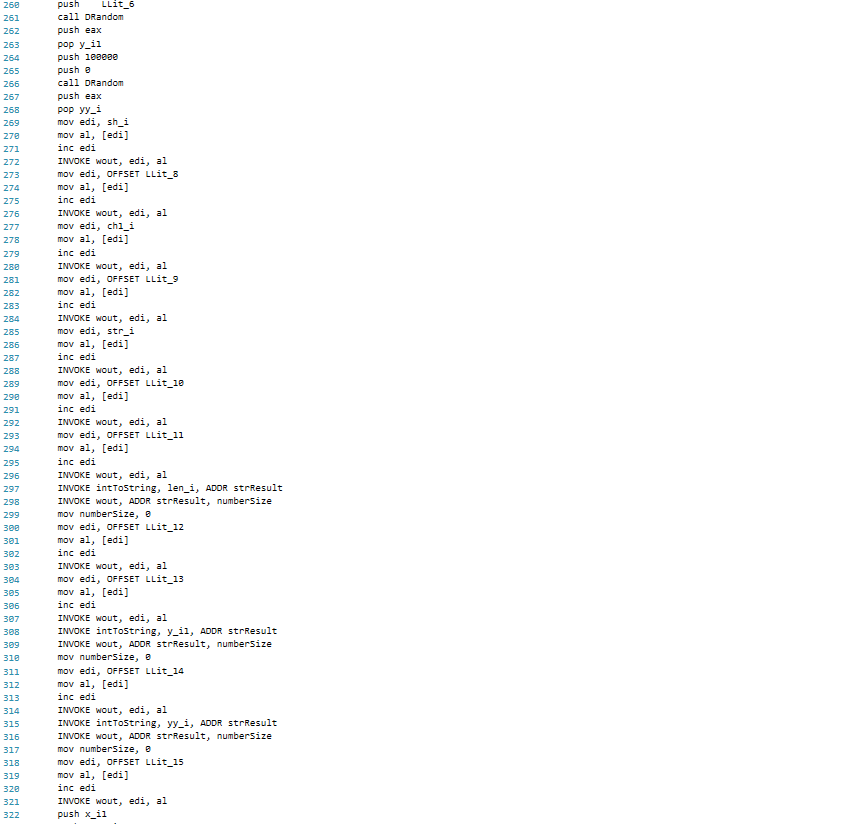 260 push LLit_6
261 call DRandom
262 push eax
263 pop y_i1
264 push 100000
265 push 0
266 call DRandom
267 push eax
268 pop yy_i
269 mov edi, sh_i
270 mov al, [edi]
271 inc edi
272 INVOKE wout, edi, al
273 mov edi, OFFSET LLit_8
274 mov al, [edi]
275 inc edi
276 INVOKE wout, edi, al
277 mov edi, ch1_i
278 mov al, [edi]
279 inc edi
280 INVOKE wout, edi, al
281 mov edi, OFFSET LLit_9
282 mov al, [edi]
283 inc edi
284 INVOKE wout, edi, al
285 mov edi, str_i
286 mov al, [edi]
287 inc edi
288 INVOKE wout, edi, al
289 mov edi, OFFSET LLit_10
290 mov al, [edi]
291 inc edi
292 INVOKE wout, edi, al
293 mov edi, OFFSET LLit_11
294 mov al, [edi]
295 inc edi
296 INVOKE wout, edi, al
297 INVOKE intToString, len_i, ADDR strResult
298 INVOKE wout, ADDR strResult, numberSize
299 mov numberSize, 0
300 mov edi, OFFSET LLit_12
301 mov al, [edi]
302 inc edi
303 INVOKE wout, edi, al
304 mov edi, OFFSET LLit_13
305 mov al, [edi]
306 inc edi
307 INVOKE wout, edi, al
308 INVOKE intToString, y_i1, ADDR strResult
309 INVOKE wout, ADDR strResult, numberSize
310 mov numberSize, 0
311 mov edi, OFFSET LLit_14
312 mov al, [edi]
313 inc edi
314 INVOKE wout, edi, al
315 INVOKE intToString, yy_i, ADDR strResult
316 INVOKE wout, ADDR strResult, numberSize
317 mov numberSize, 0
318 mov edi, OFFSET LLit_15
319 mov al, [edi]
320 inc edi
321 INVOKE wout, edi, al
322 push x_i1